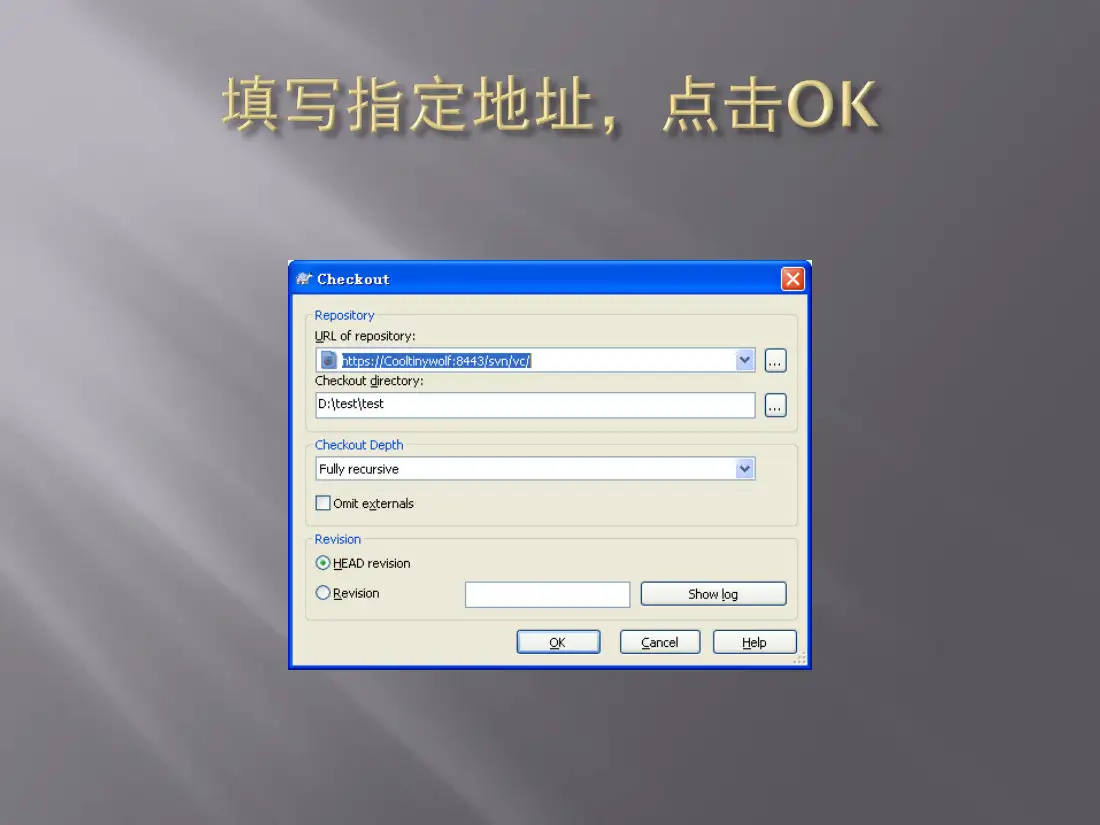 填写指定地址，点击OK
Checkout
Repository
URL of repository:
https://Cooltinywolf:8443/svn/vc/
...
Checkout directory:
D:\test\test
...
Checkout Depth
Fully recursive
Omit externals
Revision
HEAD revision
Revision
Show log
OK Cancel Help